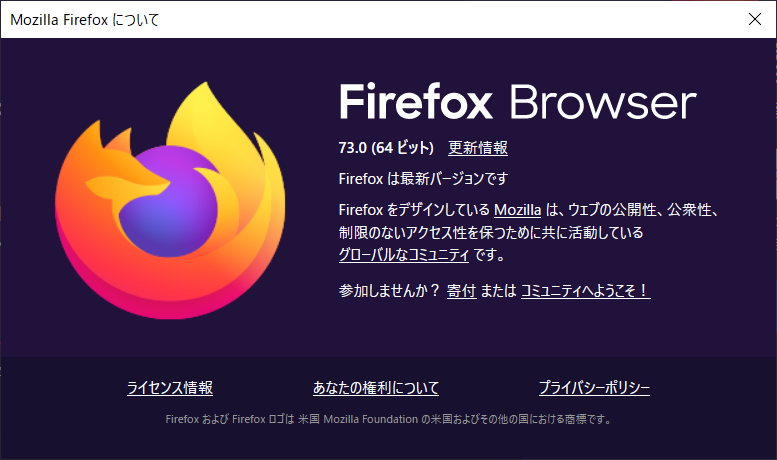 Mozilla Firefox について
Firefox Browser
73.0 (64 ビット) 更新情報
Firefox は最新バージョンです
Firefox をデザインしている Mozilla は、ウェブの公開性、公衆性、
制限のないアクセス性を保つために共に活動している
グローバルなコミュニティ です。
参加しませんか？ 寄付 または コミュニティへようこそ！
ライセンス情報 あなたの権利について プライバシーポリシー
Firefox および Firefox ロゴは 米国 Mozilla Foundation の米国およびその他の国における商標です。